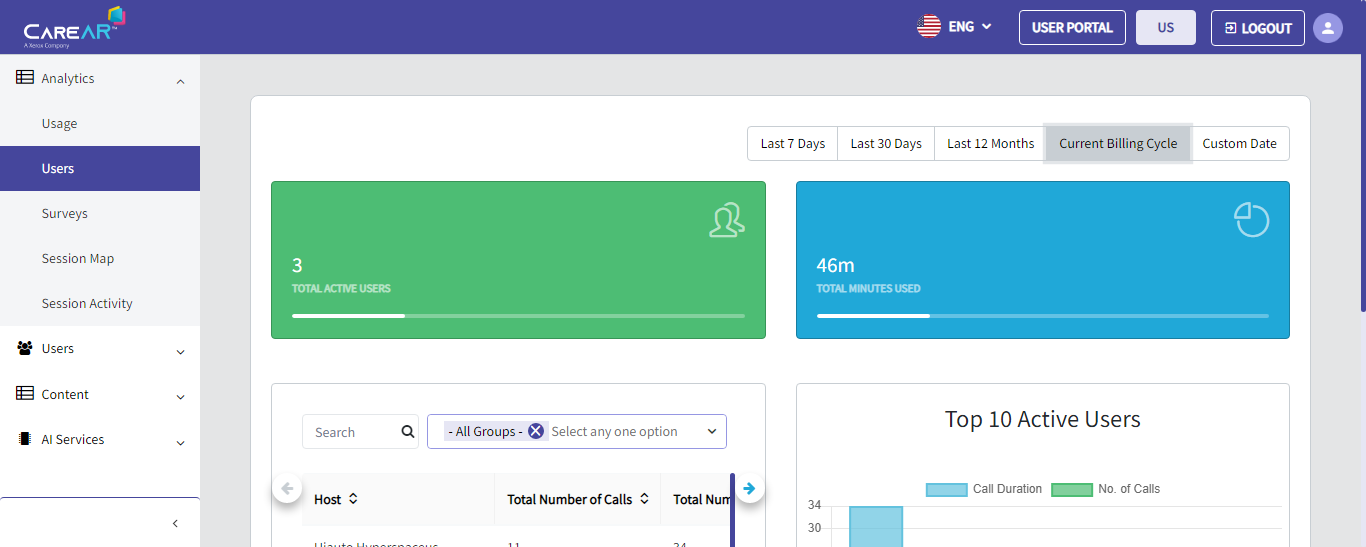 CAREAR™
A Xerox Company
ENG
USER PORTAL
US
LOGOUT
Analytics
Usage
Users
Surveys
Session Map
Session Activity
Users
Content
AI Services
Last 7 Days
Last 30 Days
Last 12 Months
Current Billing Cycle
Custom Date
3
TOTAL ACTIVE USERS
46m
TOTAL MINUTES USED
Search
- All Groups -
Select any one option
Host
Total Number of Calls
Total Num
11
34
Top 10 Active Users
Call Duration
No. of Calls
34
30